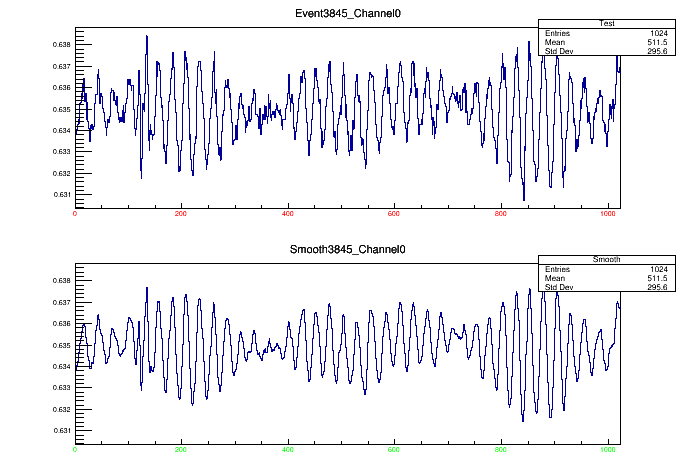 Event3845_Channel0
Test
Entries 1024
Mean 511.5
Std Dev 295.6
0.638
0.637
0.636
0.635
0.634
0.633
0.632
0.631
0 200 400 600 800 1000
Smooth3845_Channel0
Smooth
Entries 1024
Mean 511.5
Std Dev 295.6
0.638
0.637
0.636
0.635
0.634
0.633
0.632
0.631
0 200 400 600 800 1000